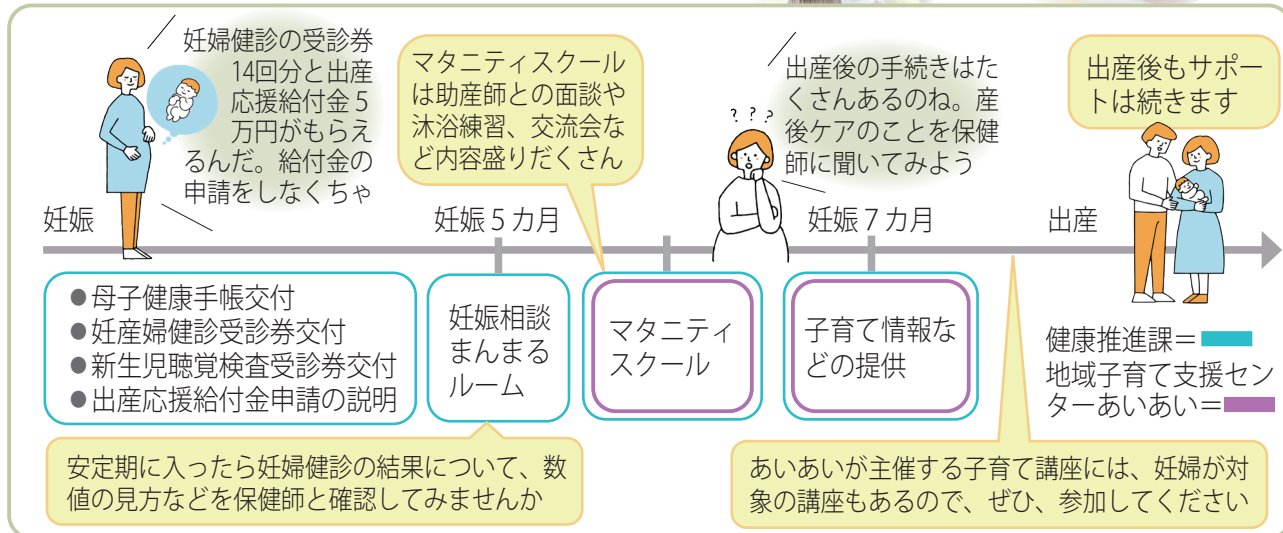 妊婦健診の受診券
14回分と出産
応援給付金5
万円がもらえ
るんだ。給付金の
申請をしなくちゃ
マタニティスクール
は助産師との面談や
沐浴練習、交流会な
ど内容盛りだくさん
? ? ?
出産後の手続きはた
くさんあるのね。産
後ケアのことを保健
師に聞いてみよう
出産後もサポー
トは続きます
妊娠
妊娠5カ月
妊娠7カ月
出産
●母子健康手帳交付
●妊産婦健診受診券交付
●新生児聴覚検査受診券交付
●出産応援給付金申請の説明
妊娠相談
まんまる
ルーム
マタニティ
スクール
子育て情報な
どの提供
健康推進課＝
地域子育て支援セン
ターあいあい＝
安定期に入ったら妊婦健診の結果について、数
値の見方などを保健師と確認してみませんか
あいあいが主催する子育て講座には、妊婦が対
象の講座もあるので、ぜひ、参加してください